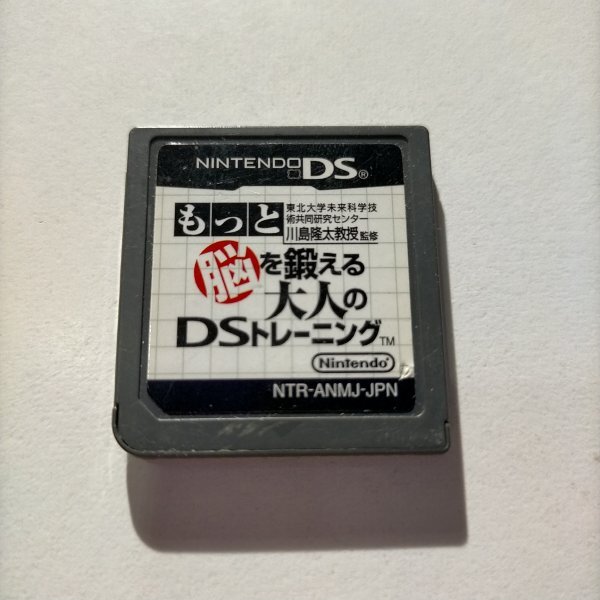 NINTENDO DS®
もっと
東北大学未来科学技
術共同研究センター
川島隆太教授監修
脳を鍛える
大人の
DSトレーニング™
Nintendo®
NTR-ANMJ-JPN